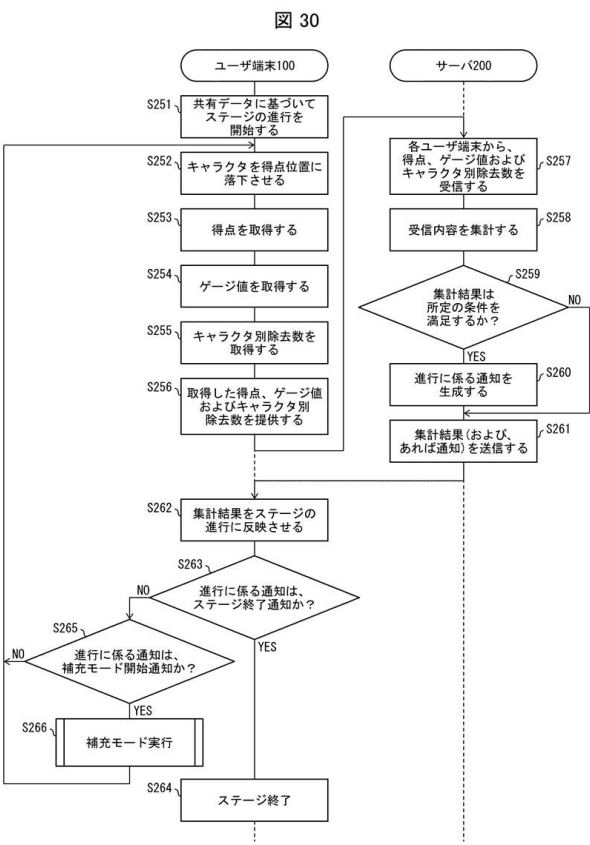 図 30
ユーザ端末100
サーバ200
S251
共有データに基づいて
ステージの進行を
開始する
S252
キャラクタを得点位置に
落下させる
S253
得点を取得する
S254
ゲージ値を取得する
S255
キャラクタ別除去数を
取得する
S256
取得した得点、ゲージ値
およびキャラクタ別
除去数を提供する
各ユーザ端末から、
得点、ゲージ値および
キャラクタ別除去数を
受信する
S257
受信内容を集計する
S258
S259
集計結果は
所定の条件を
満足するか?
NO
YES
進行に係る通知を
生成する
S260
集計結果(および、
あれば通知)を送信する
S261
S262
集計結果をステージの
進行に反映させる
S263
進行に係る通知は、
ステージ終了通知か?
NO
YES
S265
進行に係る通知は、
補充モード開始通知か?
NO
YES
S266
補充モード実行
S264
ステージ終了